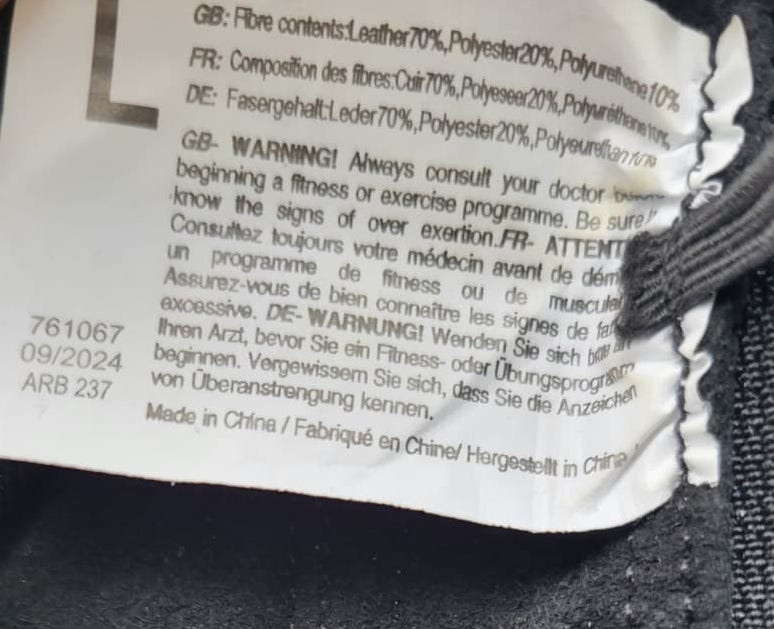 L
GB: Fibre contents:Leather70%,Polyester20%,Polyurethane10%
FR: Composition des fibres:Cuir70%,Polyeseer20%,Polyuréthane10%
DE: Fasergehalt:Leder70%,Polyester20%,Polyeurethan10%
GB- WARNING! Always consult your doctor
beginning a fitness or exercise programme. Be sure
know the signs of over exertion.FR- ATTENT
Consultez toujours votre médecin avant de dém
un programme de fitness ou de muscula
Assurez-vous de bien connaître les signes de
excessive. DE- WARNUNG! Wenden Sie sich
Ihren Arzt, bevor Sie ein Fitness- oder Übungsprogramm
beginnen. Vergewissern Sie sich, dass Sie die Anzeichen
von Überanstrengung kennen.
Made in China / Fabriqué en Chine/ Hergestellt in China
761067
09/2024
ARB 237